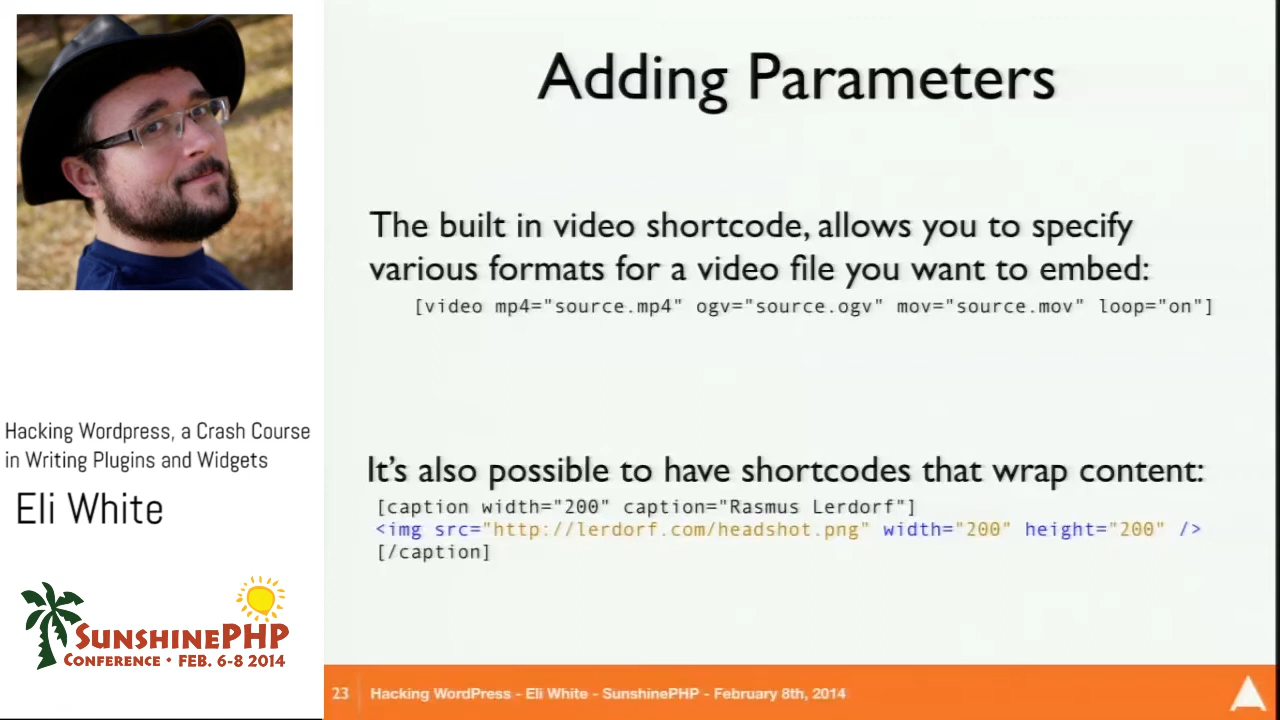 Adding Parameters
The built in video shortcode, allows you to specify
various formats for a video file you want to embed:
[video mp4="source.mp4" ogv="source.ogv" mov="source.mov" loop="on"]
It's also possible to have shortcodes that wrap content:
[caption width="200" caption="Rasmus Lerdorf"]
<img src="http://lerdorf.com/headshot.png" width="200" height="200" />
[/caption]
Hacking Wordpress, a Crash Course
in Writing Plugins and Widgets
Eli White
SUNSHINEPHP
CONFERENCE • FEB. 6-8 2014
23 Hacking WordPress - Eli White - SunshinePHP - February 8th, 2014